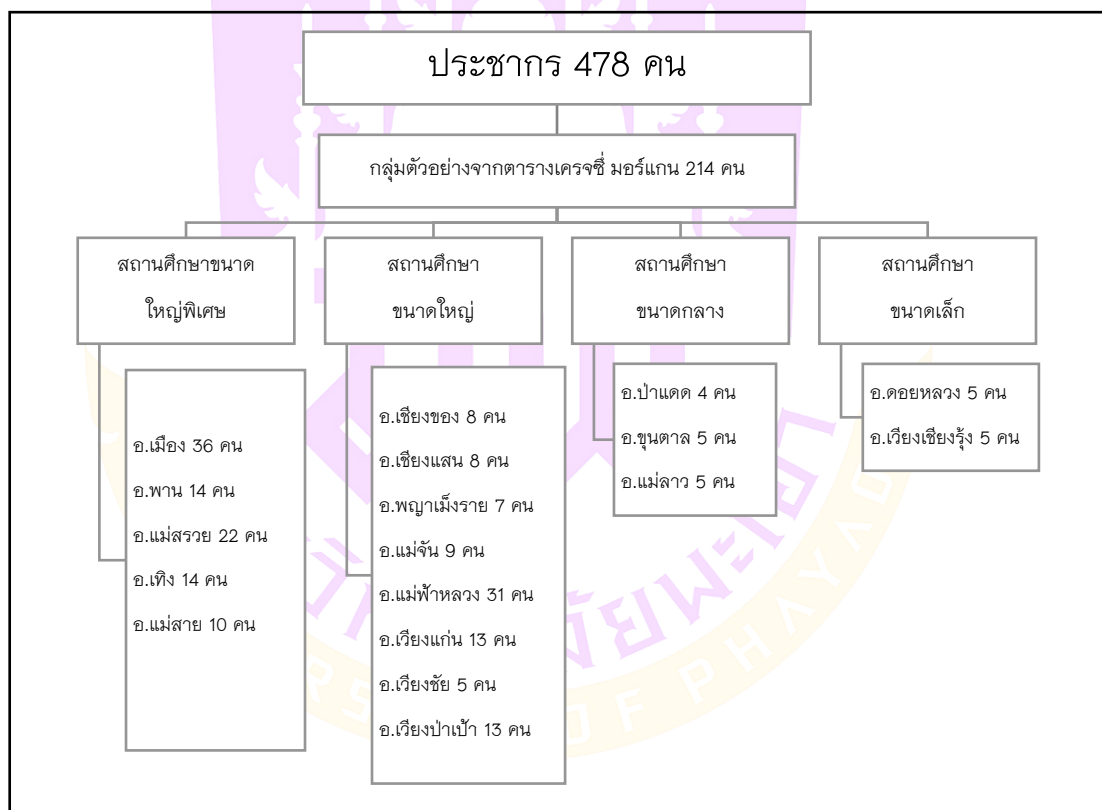 ประชากร 478 คน
กลุ่มตัวอย่างจากตารางเครจซี่ มอร์แกน 214 คน
สถานศึกษาขนาด
ใหญ่พิเศษ
สถานศึกษา
ขนาดใหญ่
สถานศึกษา
ขนาดกลาง
สถานศึกษา
ขนาดเล็ก
อ.เมือง 36 คน
อ.พาน 14 คน
อ.แม่สรวย 22 คน
อ.เทิง 14 คน
อ.แม่สาย 10 คน
อ.เชียงของ 8 คน
อ.เชียงแสน 8 คน
อ.พญาเม็งราย 7 คน
อ.แม่จัน 9 คน
อ.แม่ฟ้าหลวง 31 คน
อ.เวียงแก่น 13 คน
อ.เวียงชัย 5 คน
อ.เวียงป่าเป้า 13 คน
อ.ป่าแดด 4 คน
อ.ขุนตาล 5 คน
อ.แม่ลาว 5 คน
อ.ดอยหลวง 5 คน
อ.เวียงเชียงรุ้ง 5 คน
OF PHAYAO